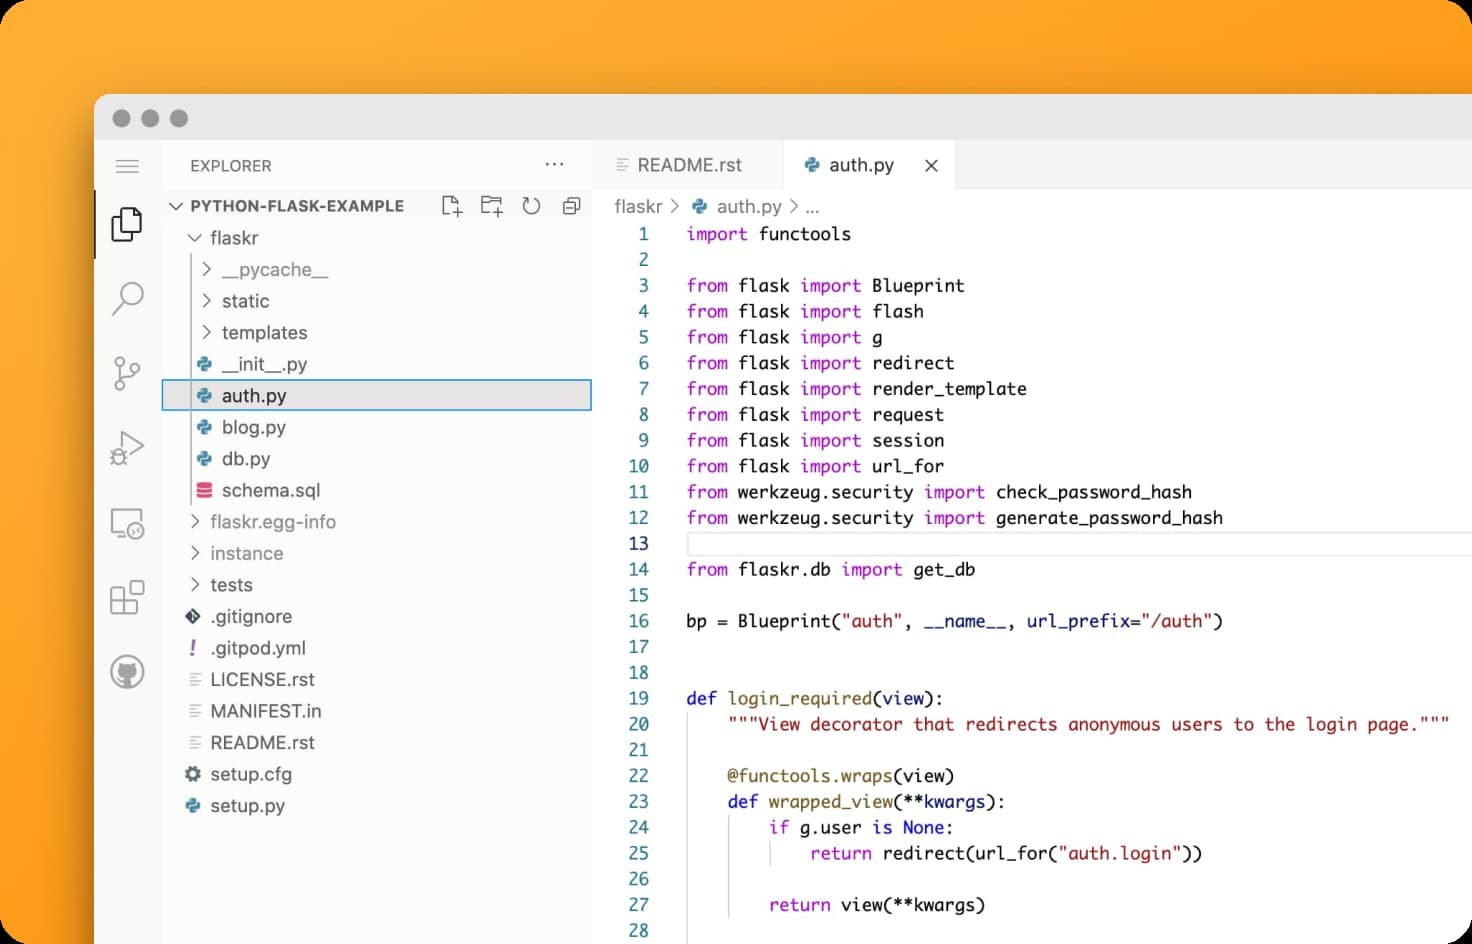 EXPLORER
···
PYTHON-FLASK-EXAMPLE
flaskr
__pycache__
static
templates
__init__.py
auth.py
blog.py
db.py
schema.sql
flaskr.egg-info
instance
tests
.gitignore
! .gitpod.yml
LICENSE.rst
MANIFEST.in
README.rst
setup.cfg
setup.py
README.rst auth.py
flaskr > auth.py > ...
1 import functools
2
3 from flask import Blueprint
4 from flask import flash
5 from flask import g
6 from flask import redirect
7 from flask import render_template
8 from flask import request
9 from flask import session
10 from flask import url_for
11 from werkzeug.security import check_password_hash
12 from werkzeug.security import generate_password_hash
13
14 from flaskr.db import get_db
15
16 bp = Blueprint("auth", __name__, url_prefix="/auth")
17
18
19 def login_required(view):
20 """View decorator that redirects anonymous users to the login page."""
21
22 @functools.wraps(view)
23 def wrapped_view(**kwargs):
24 if g.user is None:
25 return redirect(url_for("auth.login"))
26
27 return view(**kwargs)
28